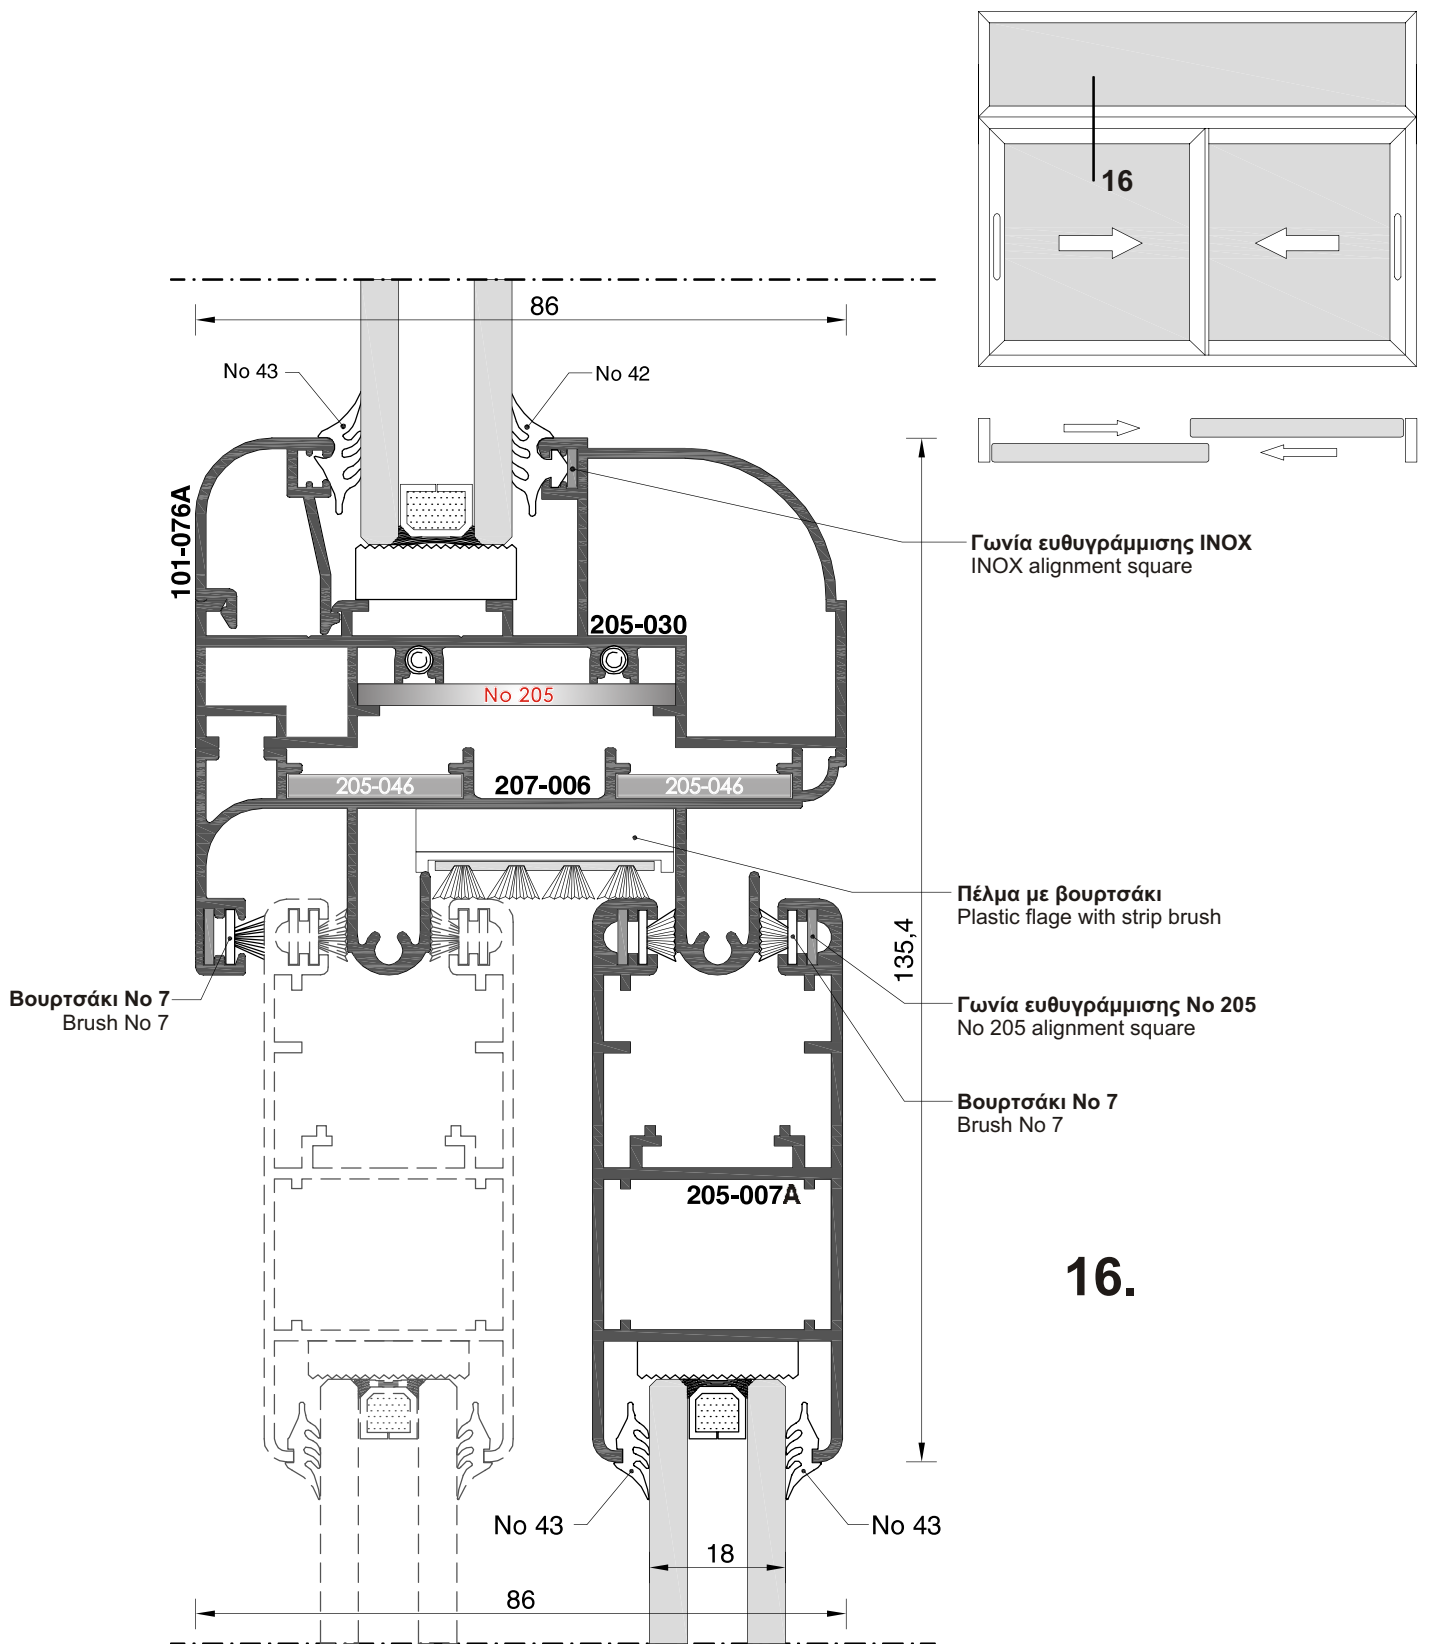 16
86
No 43
No 42
101-076A
Γωνία ευθυγράμμισης INOX
INOX alignment square
205-030
No 205
205-046
207-006
205-046
Πέλμα με βουρτσάκι
Plastic flage with strip brush
135,4
Βουρτσάκι Νο 7
Brush No 7
Γωνία ευθυγράμμισης Νο 205
No 205 alignment square
Βουρτσάκι Νο 7
Brush No 7
205-007A
16.
No 43
No 43
18
86